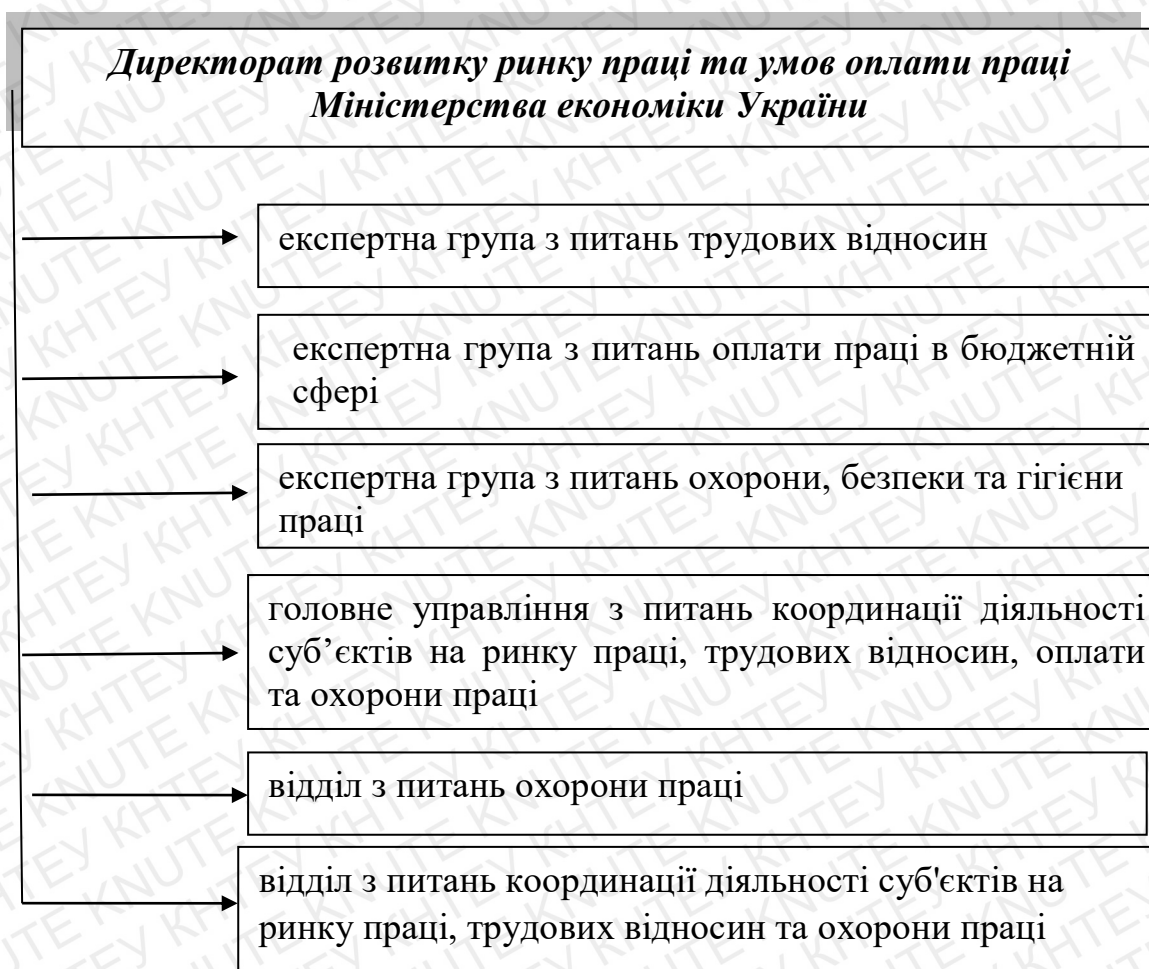 Директорат розвитку ринку праці та умов оплати праці
Міністерства економіки України
експертна група з питань трудових відносин
експертна група з питань оплати праці в бюджетній
сфері
експертна група з питань охорони, безпеки та гігієни
праці
головне управління з питань координації діяльності
суб’єктів на ринку праці, трудових відносин, оплати
та охорони праці
відділ з питань охорони праці
відділ з питань координації діяльності суб'єктів на
ринку праці, трудових відносин та охорони праці